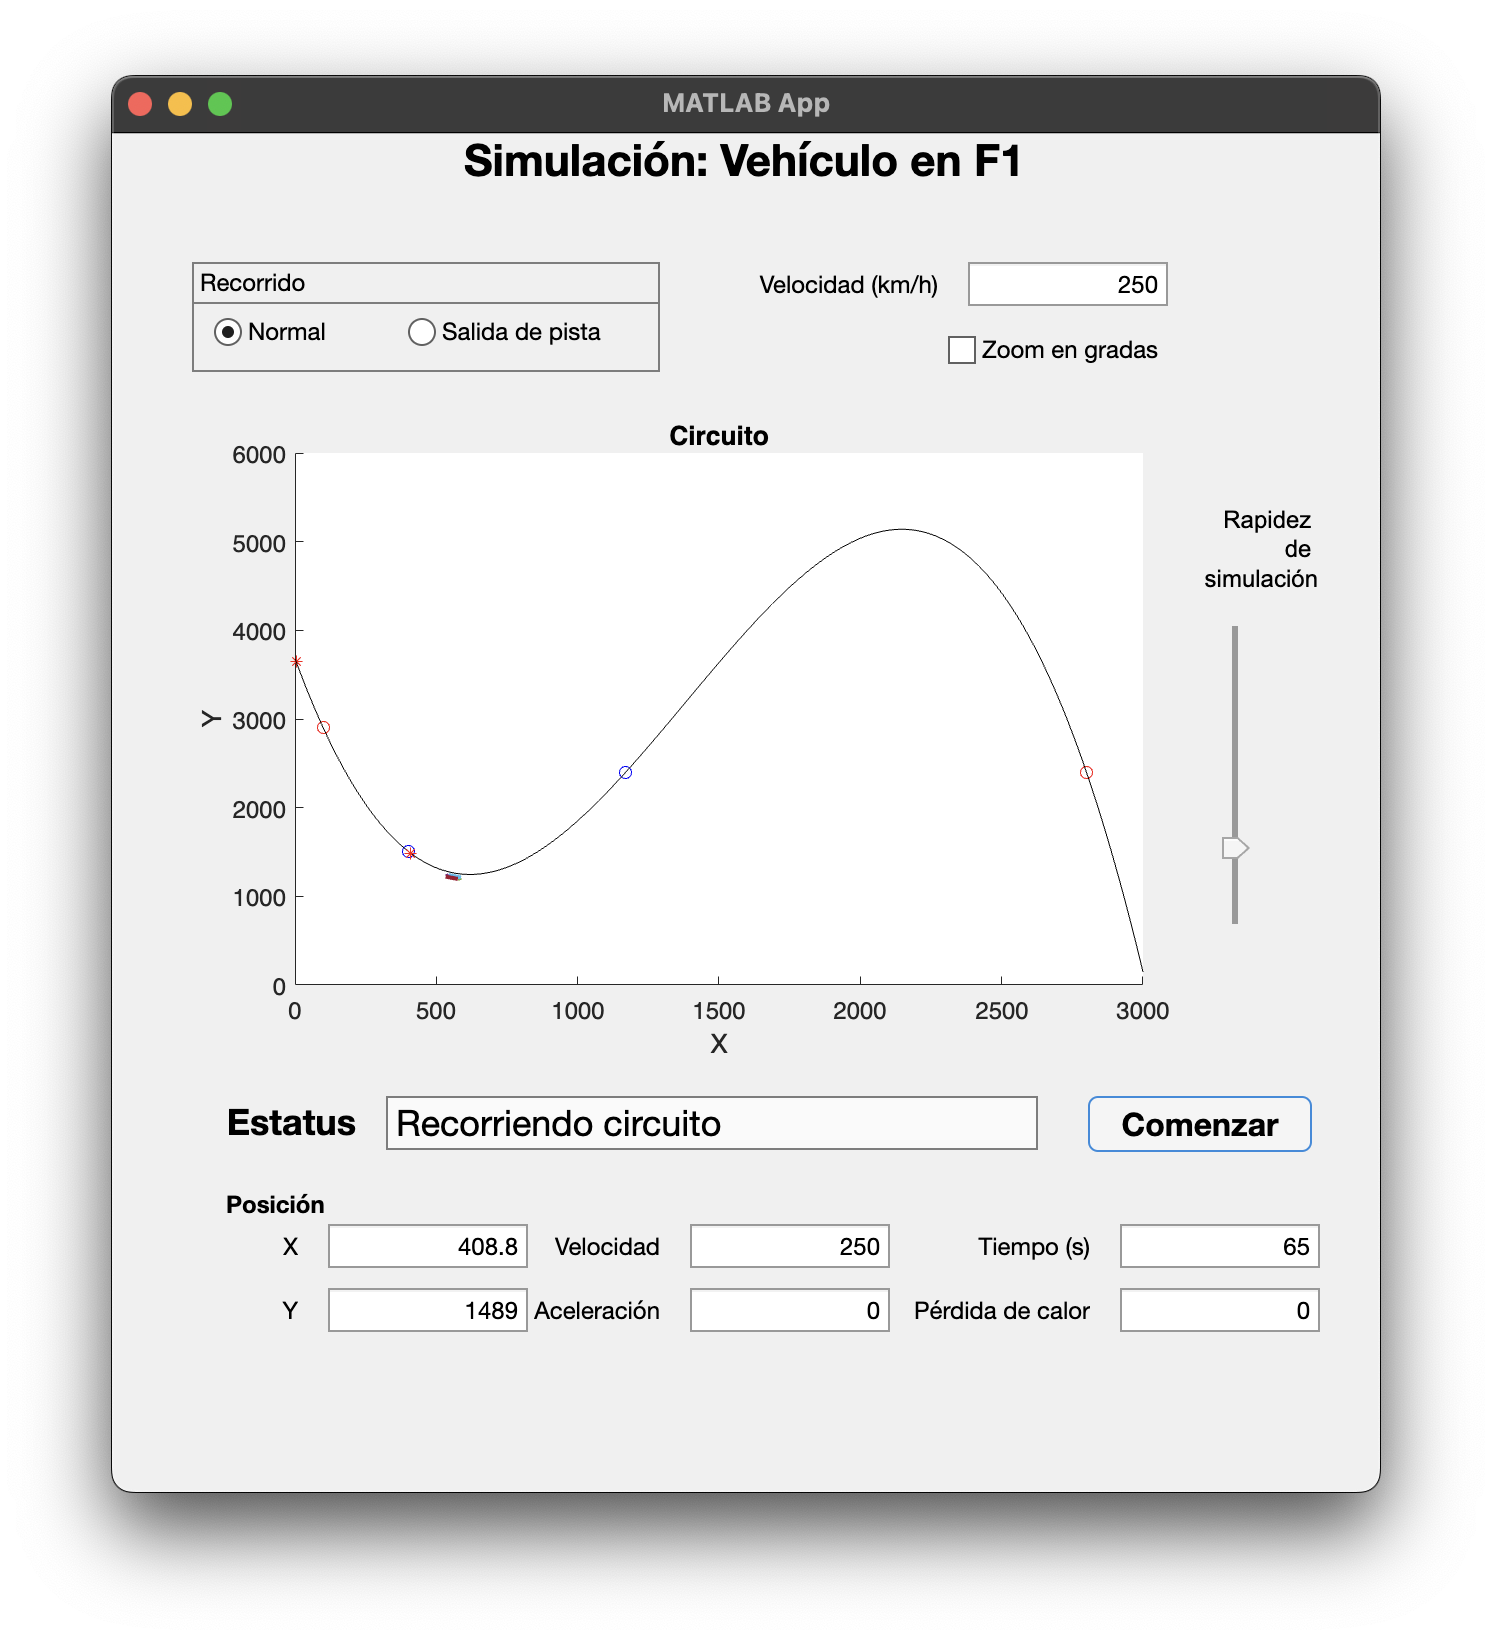 MATLAB App
Simulación: Vehículo en F1
Recorrido
Normal
Salida de pista
Velocidad (km/h)
250
Zoom en gradas
Circuito
6000
5000
4000
3000
2000
1000
0
Y
0 500 1000 1500 2000 2500 3000
X
Rapidez
de
simulación
Estatus Recorriendo circuito Comenzar
Posición
X 408.8 Velocidad 250 Tiempo (s) 65
Y 1489 Aceleración 0 Pérdida de calor 0